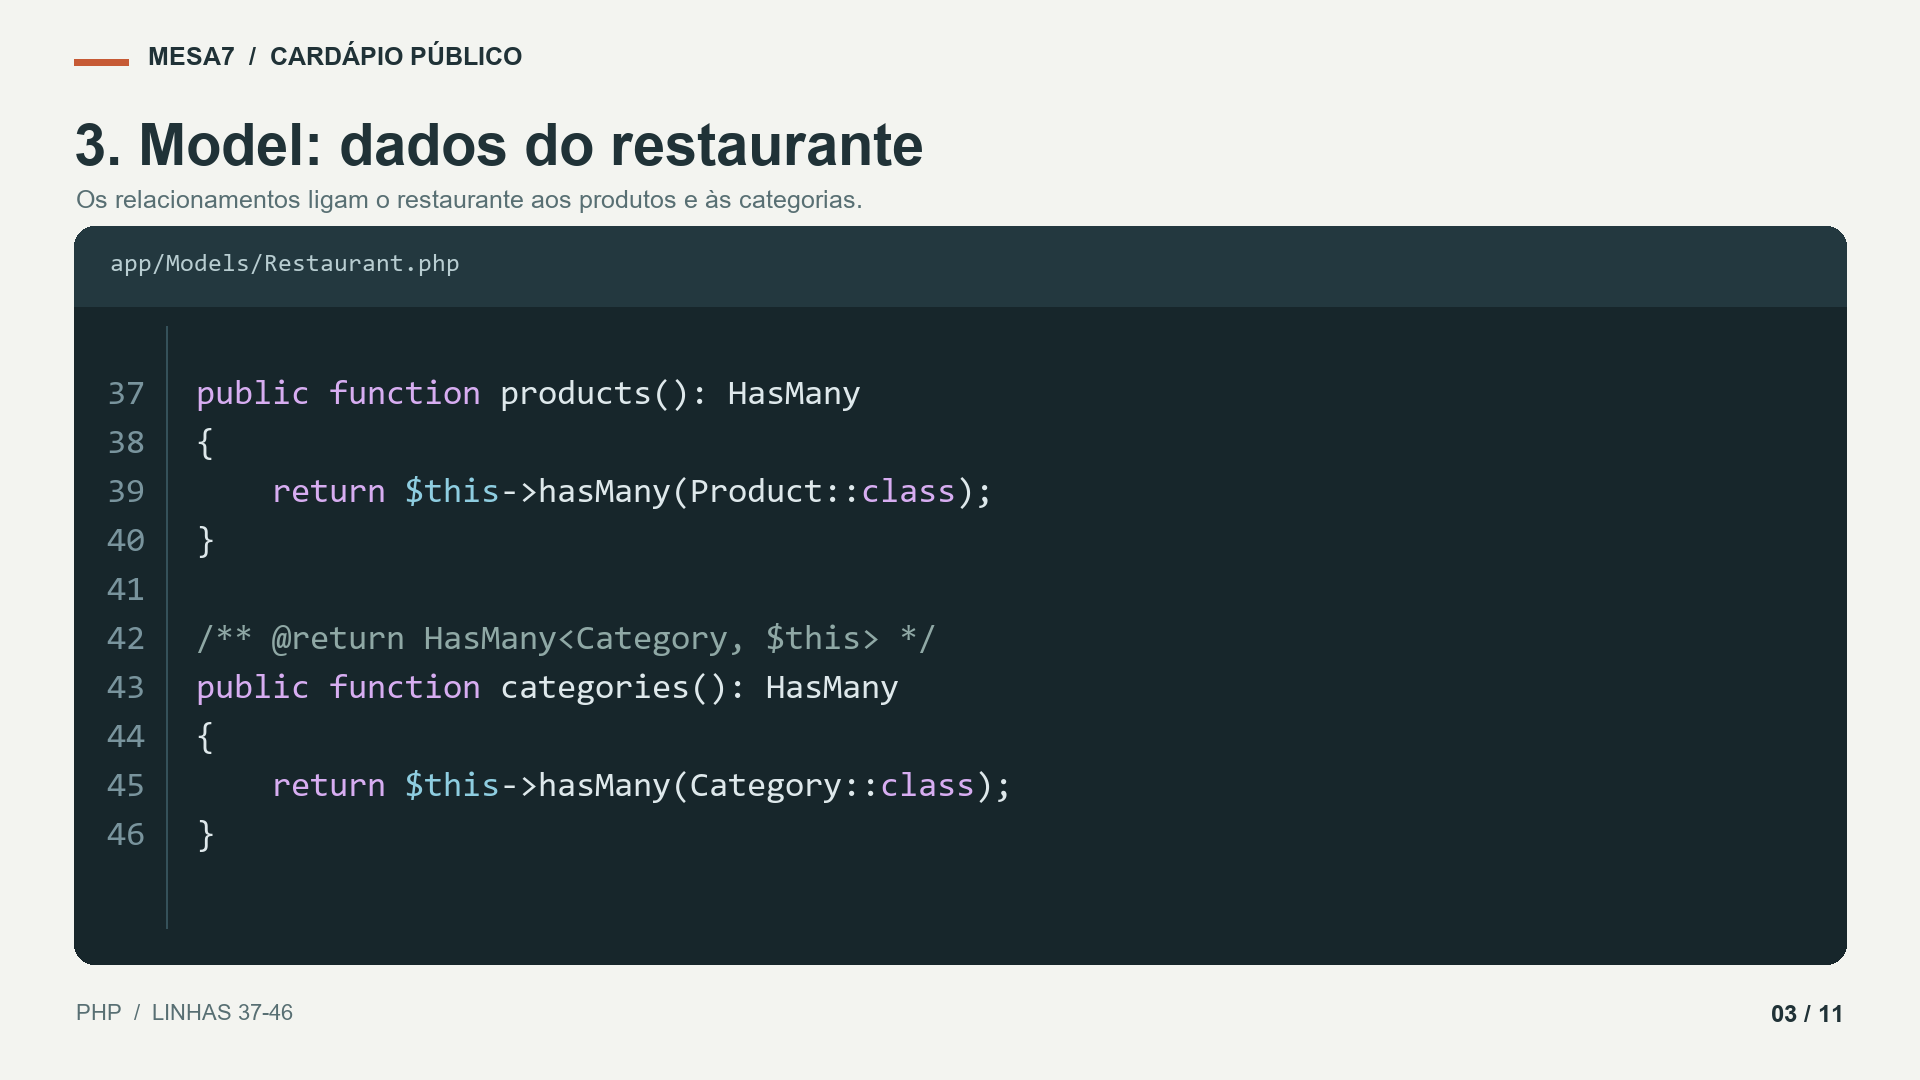 MESA7 / CARDÁPIO PÚBLICO
3. Model: dados do restaurante
Os relacionamentos ligam o restaurante aos produtos e às categorias.
app/Models/Restaurant.php
37 public function products(): HasMany
38 {
39     return $this->hasMany(Product::class);
40 }
41
42 /** @return HasMany<Category, $this> */
43 public function categories(): HasMany
44 {
45     return $this->hasMany(Category::class);
46 }
PHP / LINHAS 37-46
03 / 11